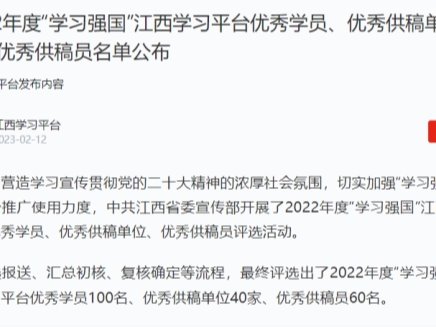 2年度“学习强国”江西学习平台优秀学员、优秀供稿单
优秀供稿员名单公布
平台发布内容
江西学习平台
2023-02-12
营造学习宣传贯彻党的二十大精神的浓厚社会氛围，切实加强“学习强
推广使用力度，中共江西省委宣传部开展了2022年度“学习强国”江
秀学员、优秀供稿单位、优秀供稿员评选活动。
报送、汇总初核、复核确定等流程，最终评选出了2022年度“学习强
平台优秀学员100名、优秀供稿单位40家、优秀供稿员60名。